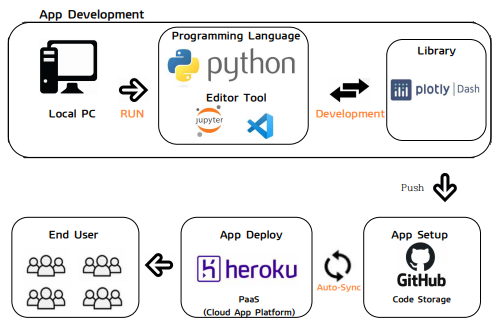 App Development
Programming Language
python
Editor Tool
jupyter
Local PC
RUN
Development
Library
plotly | Dash
Push
End User
App Deploy
heroku
PaaS
(Cloud App Platform)
Auto-Sync
App Setup
GitHub
Code Storage